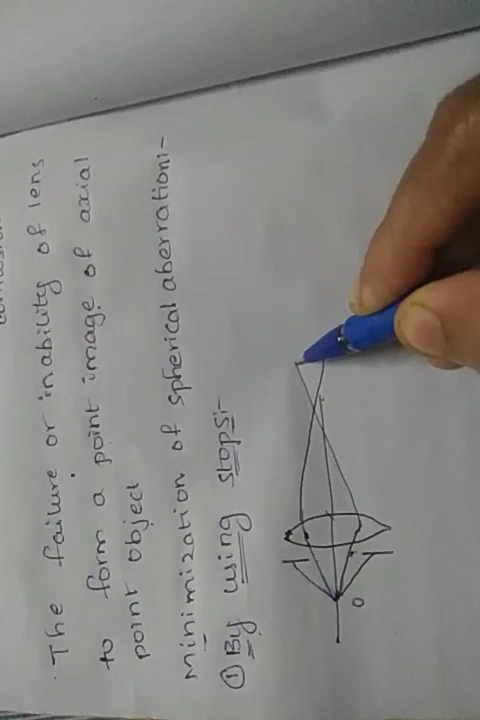 The failure or inability of lens
to form a point image of axial
point object
Minimization of spherical aberration:-
① By using stops:-
O